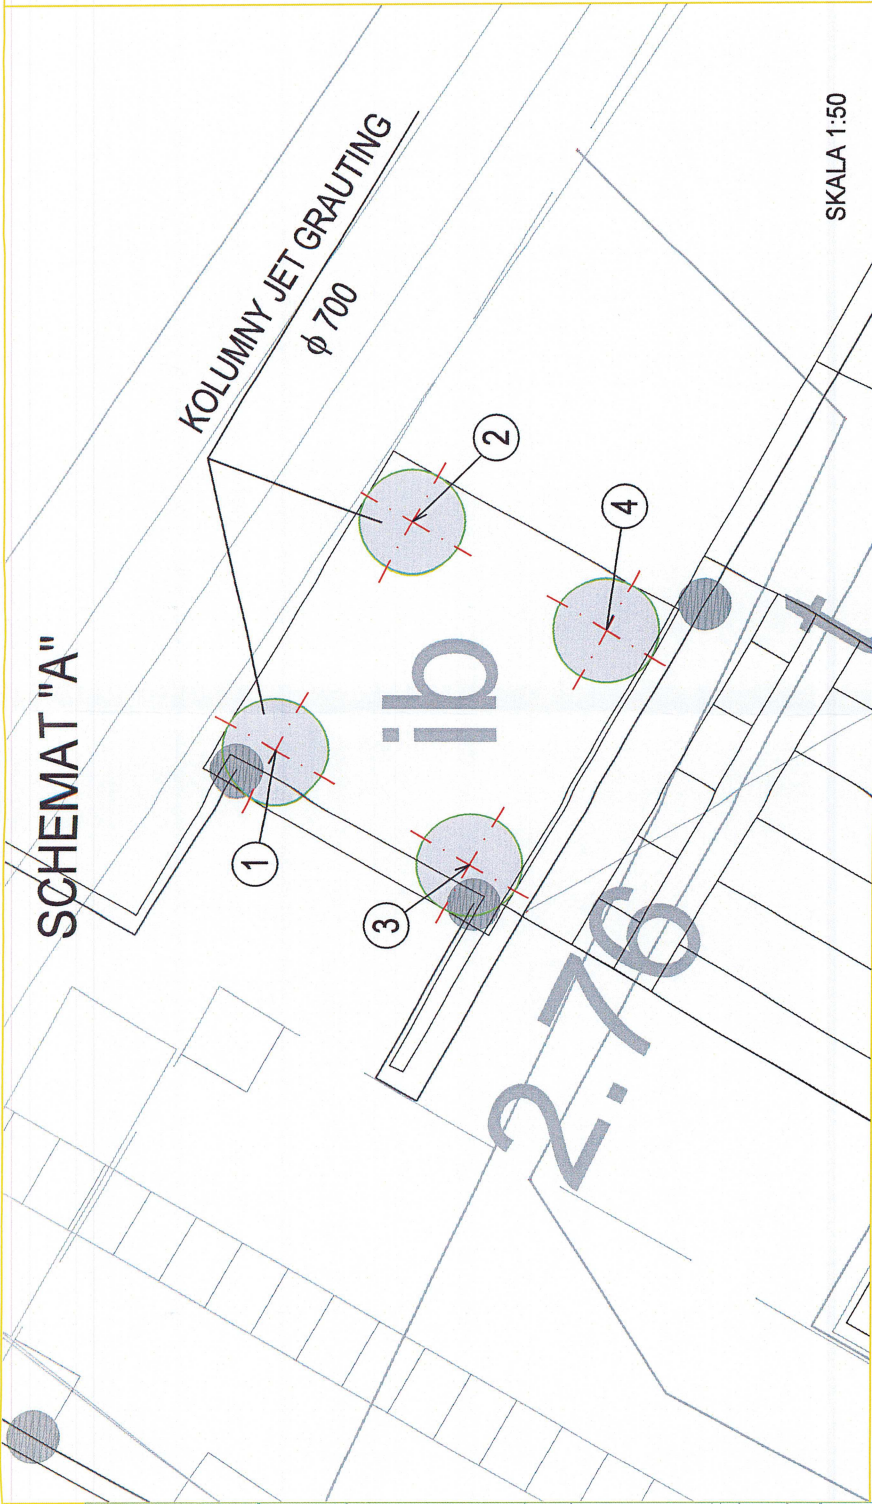 SCHEMAT "A"
KOLUMNY JET GRAUTING
ϕ 700
1
2
3
4
ib
2.76
t
SKALA 1:50